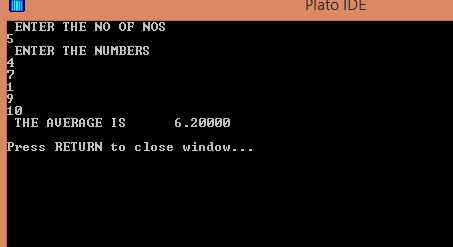 Plato IDE
ENTER THE NO OF NOS
5
ENTER THE NUMBERS
4
7
1
9
10
THE AVERAGE IS 6.20000
Press RETURN to close window...